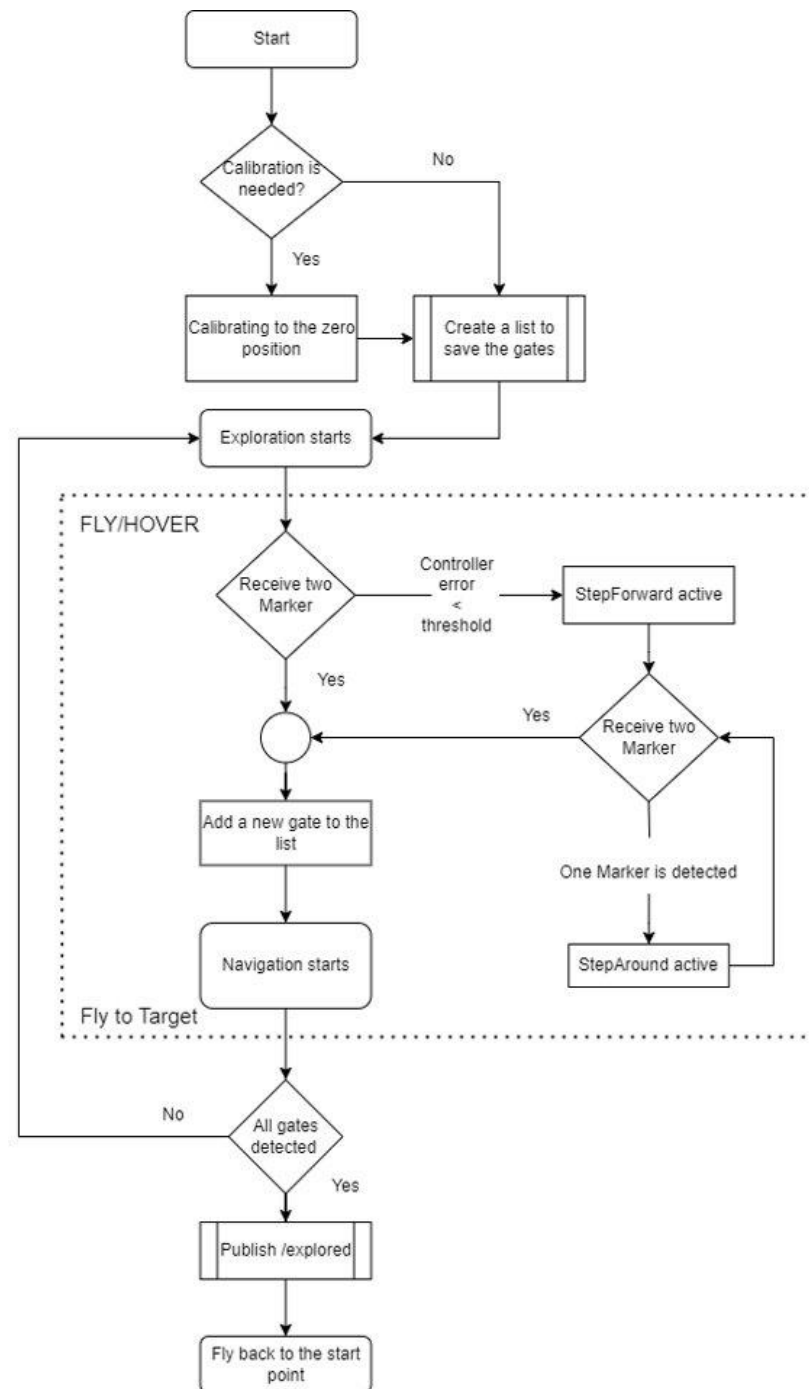 Start
Calibration is
needed?
No
Yes
Calibrating to the zero
position
Create a list to
save the gates
Exploration starts
FLY/HOVER
Receive two
Marker
Controller
error
<
threshold
StepForward active
Yes
Yes
Receive two
Marker
Add a new gate to the
list
One Marker is detected
Navigation starts
StepAround active
Fly to Target
No
All gates
detected
Yes
Publish /explored
Fly back to the start
point